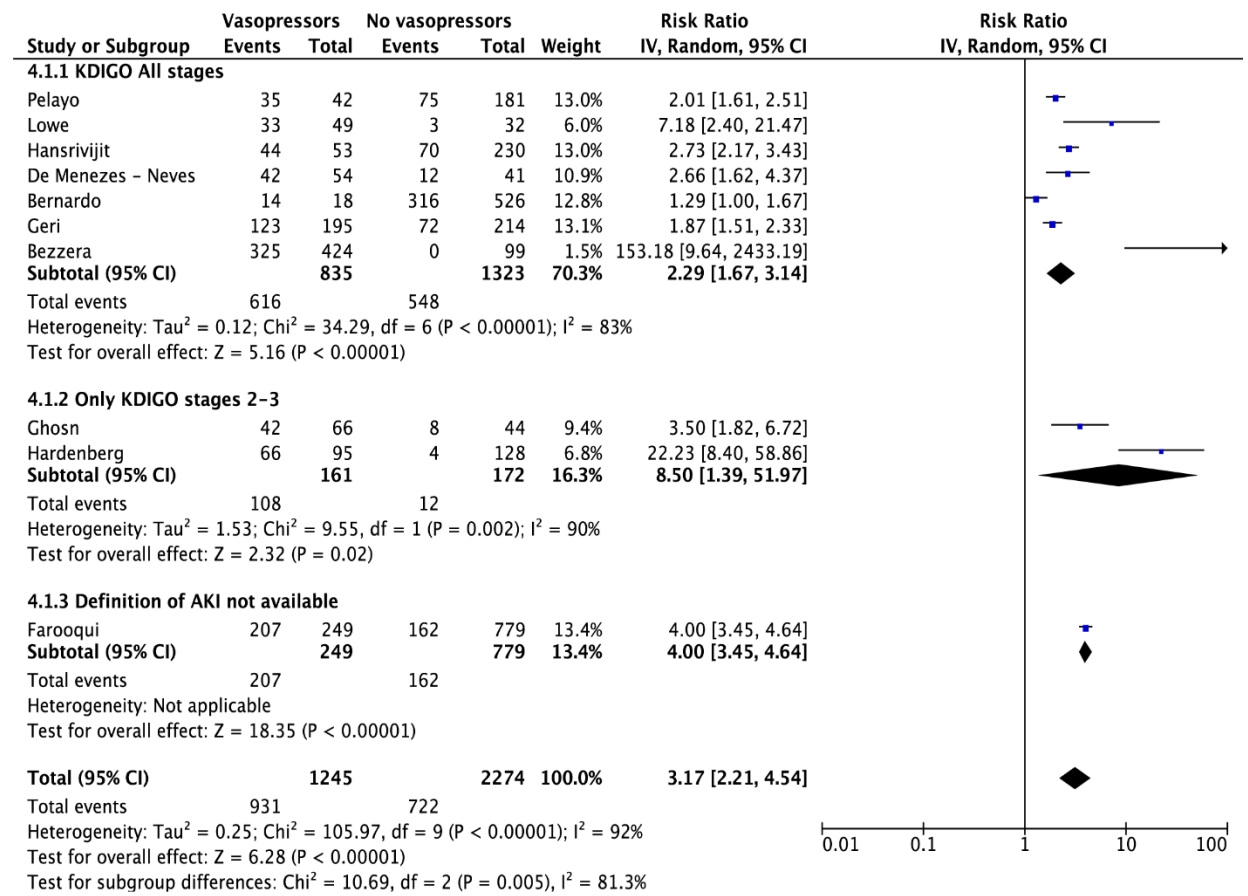 Vasopressors No vasopressors Risk Ratio Risk Ratio
Study or Subgroup Events Total Events Total Weight IV, Random, 95% CI IV, Random, 95% CI
4.1.1 KDIGO All stages
Pelayo 35 42 75 181 13.0% 2.01 [1.61, 2.51]
Lowe 33 49 3 32 6.0% 7.18 [2.40, 21.47]
Hansrivijit 44 53 70 230 13.0% 2.73 [2.17, 3.43]
De Menezes – Neves 42 54 12 41 10.9% 2.66 [1.62, 4.37]
Bernardo 14 18 316 526 12.8% 1.29 [1.00, 1.67]
Geri 123 195 72 214 13.1% 1.87 [1.51, 2.33]
Bezzera 325 424 0 99 1.5% 153.18 [9.64, 2433.19]
Subtotal (95% CI) 835 1323 70.3% 2.29 [1.67, 3.14]
Total events 616 548
Heterogeneity: Tau² = 0.12; Chi² = 34.29, df = 6 (P < 0.00001); I² = 83%
Test for overall effect: Z = 5.16 (P < 0.00001)
4.1.2 Only KDIGO stages 2–3
Ghosn 42 66 8 44 9.4% 3.50 [1.82, 6.72]
Hardenberg 66 95 4 128 6.8% 22.23 [8.40, 58.86]
Subtotal (95% CI) 161 172 16.3% 8.50 [1.39, 51.97]
Total events 108 12
Heterogeneity: Tau² = 1.53; Chi² = 9.55, df = 1 (P = 0.002); I² = 90%
Test for overall effect: Z = 2.32 (P = 0.02)
4.1.3 Definition of AKI not available
Farooqui 207 249 162 779 13.4% 4.00 [3.45, 4.64]
Subtotal (95% CI) 249 779 13.4% 4.00 [3.45, 4.64]
Total events 207 162
Heterogeneity: Not applicable
Test for overall effect: Z = 18.35 (P < 0.00001)
Total (95% CI) 1245 2274 100.0% 3.17 [2.21, 4.54]
Total events 931 722
Heterogeneity: Tau² = 0.25; Chi² = 105.97, df = 9 (P < 0.00001); I² = 92%
Test for overall effect: Z = 6.28 (P < 0.00001)
Test for subgroup differences: Chi² = 10.69, df = 2 (P = 0.005), I² = 81.3%
0.01 0.1 1 10 100